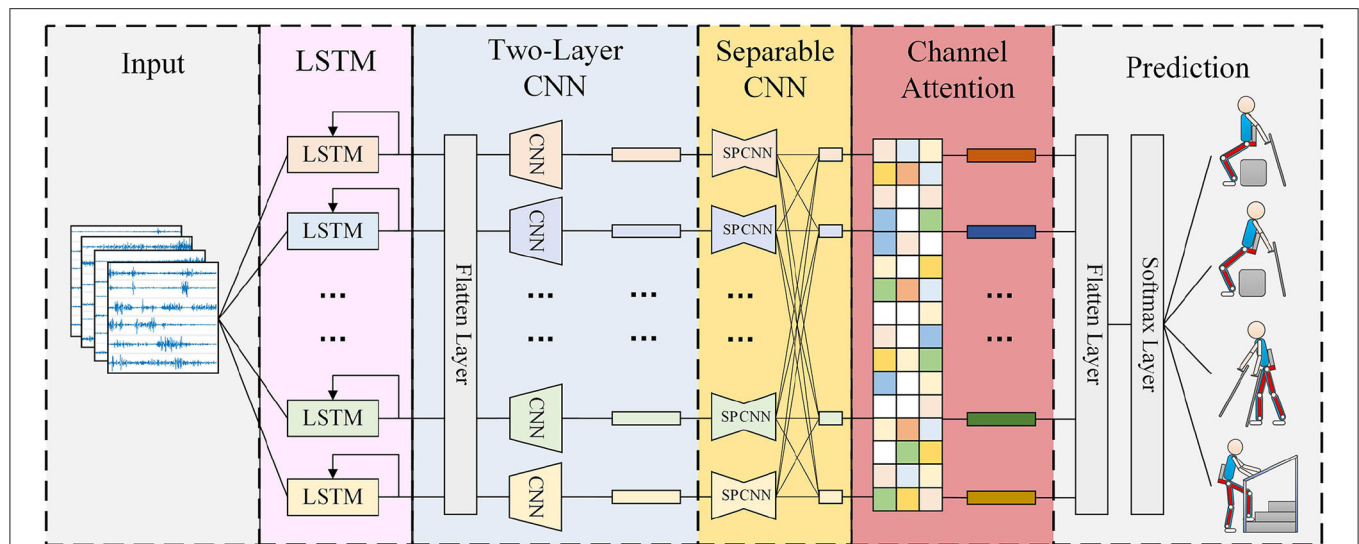 Input
LSTM
Two-Layer
CNN
Separable
CNN
Channel
Attention
Prediction
LSTM
LSTM
...
...
LSTM
LSTM
Flatten Layer
CNN
CNN
...
...
CNN
CNN
...
...
SPCNN
SPCNN
...
...
SPCNN
SPCNN
...
...
Flatten Layer
Softmax Layer